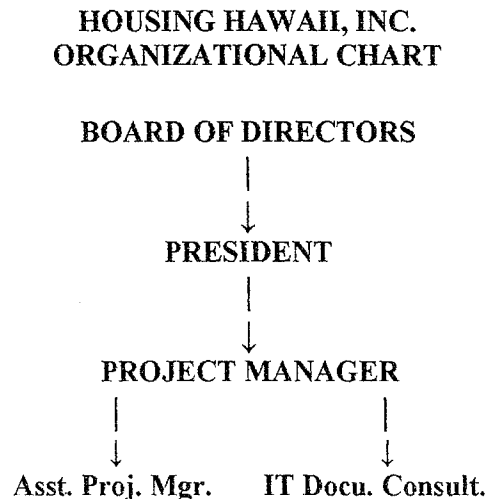 HOUSING HAWAII, INC.
ORGANIZATIONAL CHART
BOARD OF DIRECTORS
PRESIDENT
PROJECT MANAGER
Asst. Proj. Mgr. IT Docu. Consult.